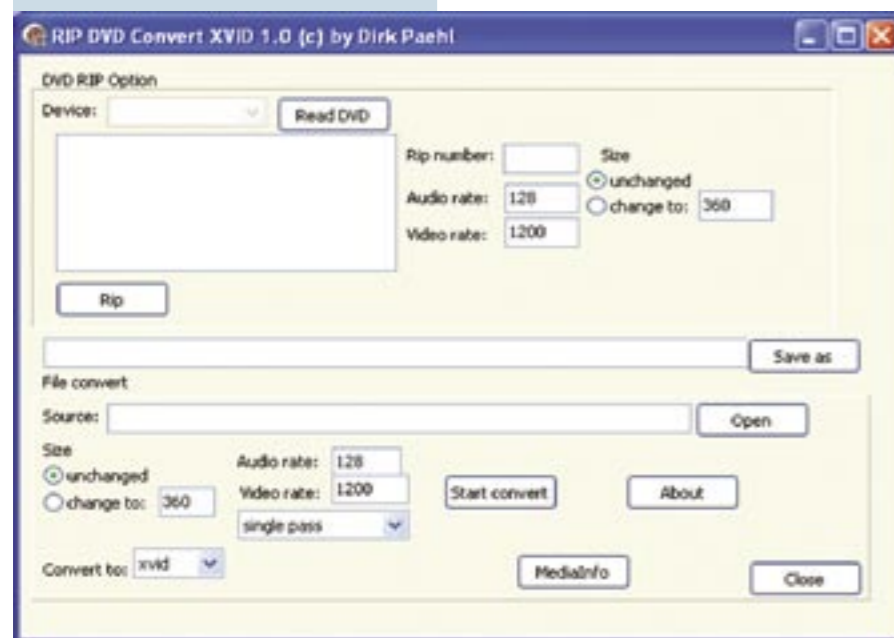 RIP DVD Convert XVID 1.0 (c) by Dirk Paehl
DVD RIP Option
Device:
Read DVD
Rip number:
Size
unchanged
Audio rate: 128
change to: 360
Video rate: 1200
Rip
Save as
File convert
Source:
Open
Size
unchanged
change to: 360
Audio rate: 128
Video rate: 1200
single pass
Start convert
About
Convert to: xvid
MediaInfo
Close